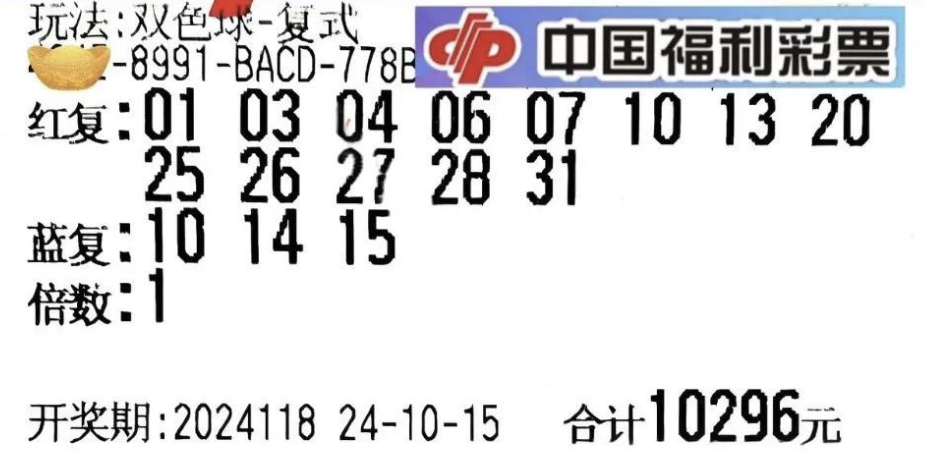 玩法:双色球-复式
-8991-BACD-778B
中国福利彩票
红复:01 03 04 06 07 10 13 20
25 26 27 28 31
蓝复:10 14 15
倍数:1
开奖期:2024118 24-10-15 合计10296元